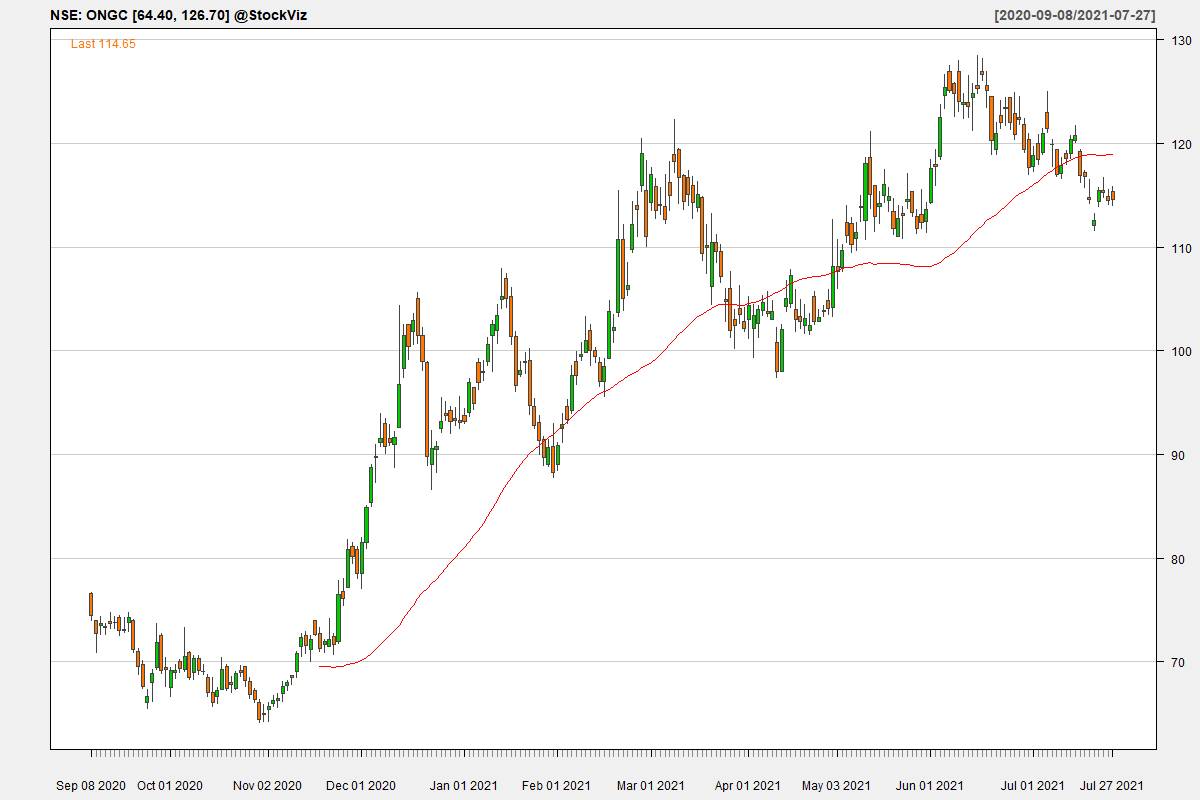 NSE: ONGC [64.40, 126.70] @StockViz [2020-09-08/2021-07-27]
Last 114.65
130
120
110
100
90
80
70
Sep 08 2020 Oct 01 2020 Nov 02 2020 Dec 01 2020 Jan 01 2021 Feb 01 2021 Mar 01 2021 Apr 01 2021 May 03 2021 Jun 01 2021 Jul 01 2021 Jul 27 2021